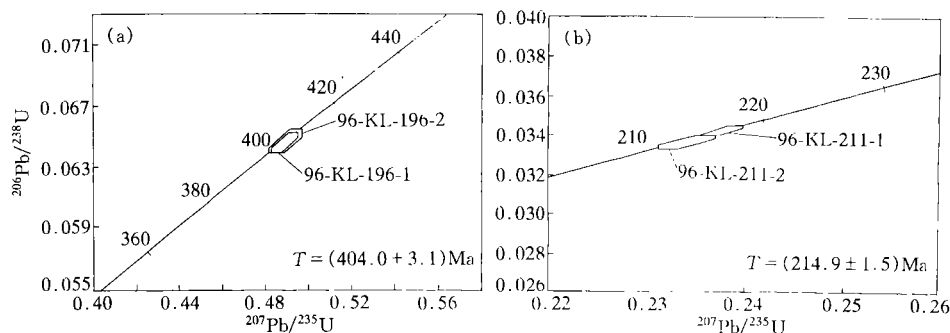 (a)
0.071
0.067
0.063
0.059
0.055
206Pb/238U
440
420
400
380
360
96-KL-196-2
96-KL-196-1
T=(404.0+3.1)Ma
0.40
0.44
0.48
0.52
0.56
207Pb/235U
(b)
0.040
0.038
0.036
0.034
0.032
0.030
0.028
0.026
230
220
210
96-KL-211-1
96-KL-211-2
T=(214.9±1.5)Ma
0.22
0.23
0.24
0.25
0.26
207Pb/235U